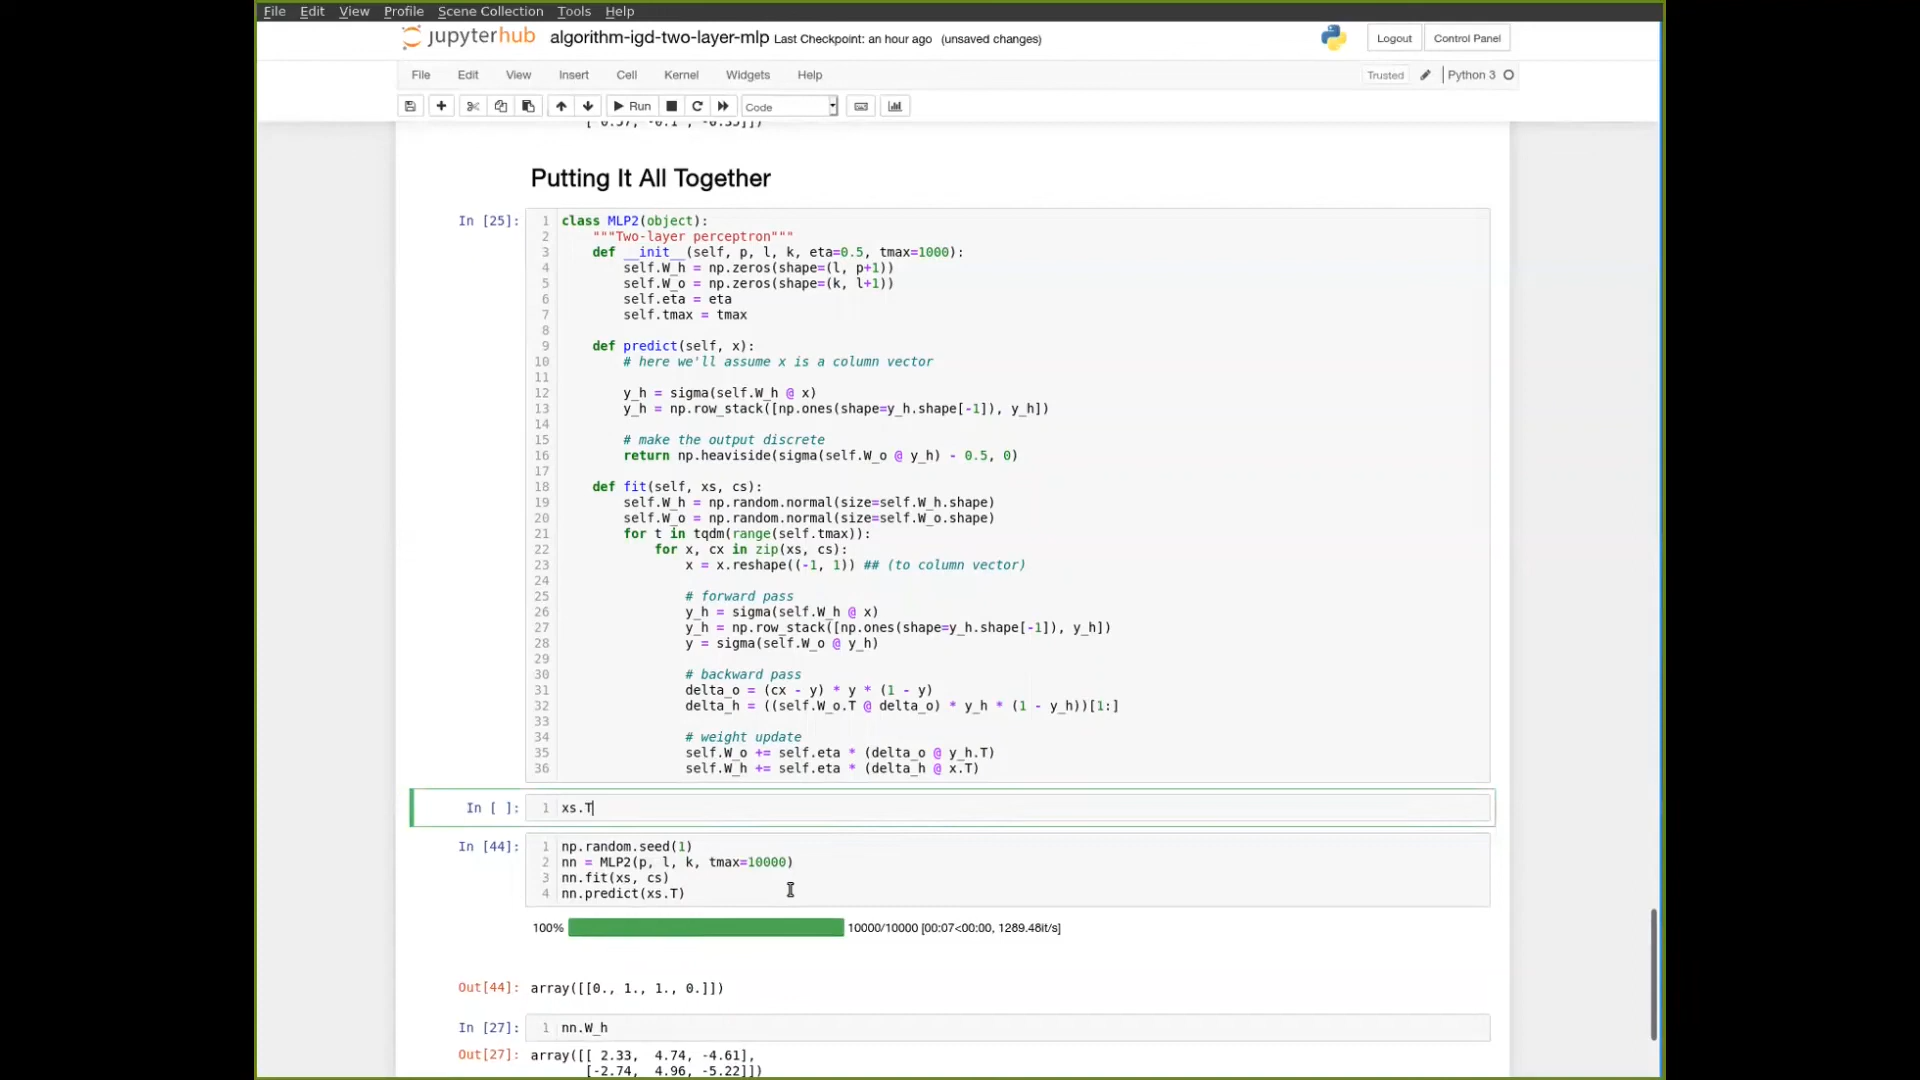 File Edit View Profile Scene Collection Tools Help
jupyterhub algorithm-igd-two-layer-mlp Last Checkpoint: an hour ago (unsaved changes) Logout Control Panel
File Edit View Insert Cell Kernel Widgets Help Trusted Python 3
Run Code
Putting It All Together
In [25]:
1 class MLP2(object):
2 """Two-layer perceptron"""
3 def __init__(self, p, l, k, eta=0.5, tmax=1000):
4 self.W_h = np.zeros(shape=(l, p+1))
5 self.W_o = np.zeros(shape=(k, l+1))
6 self.eta = eta
7 self.tmax = tmax
8
9 def predict(self, x):
10 # here we'll assume x is a column vector
11
12 y_h = sigma(self.W_h @ x)
13 y_h = np.row_stack([np.ones(shape=y_h.shape[-1]), y_h])
14
15 # make the output discrete
16 return np.heaviside(sigma(self.W_o @ y_h) - 0.5, 0)
17
18 def fit(self, xs, cs):
19 self.W_h = np.random.normal(size=self.W_h.shape)
20 self.W_o = np.random.normal(size=self.W_o.shape)
21 for t in tqdm(range(self.tmax)):
22 for x, cx in zip(xs, cs):
23 x = x.reshape((-1, 1)) ## (to column vector)
24
25 # forward pass
26 y_h = sigma(self.W_h @ x)
27 y_h = np.row_stack([np.ones(shape=y_h.shape[-1]), y_h])
28 y = sigma(self.W_o @ y_h)
29
30 # backward pass
31 delta_o = (cx - y) * y * (1 - y)
32 delta_h = ((self.W_o.T @ delta_o) * y_h * (1 - y_h))[1:]
33
34 # weight update
35 self.W_o += self.eta * (delta_o @ y_h.T)
36 self.W_h += self.eta * (delta_h @ x.T)
In [ ]: 1 xs.T
In [44]: 1 np.random.seed(1)
2 nn = MLP2(p, l, k, tmax=10000)
3 nn.fit(xs, cs)
4 nn.predict(xs.T)
100% 10000/10000 [00:07<00:00, 1289.48it/s]
Out[44]: array([[0., 1., 1., 0.]])
In [27]: 1 nn.W_h
Out[27]: array([[ 2.33, 4.74, -4.61],
[-2.74, 4.96, -5.22]])